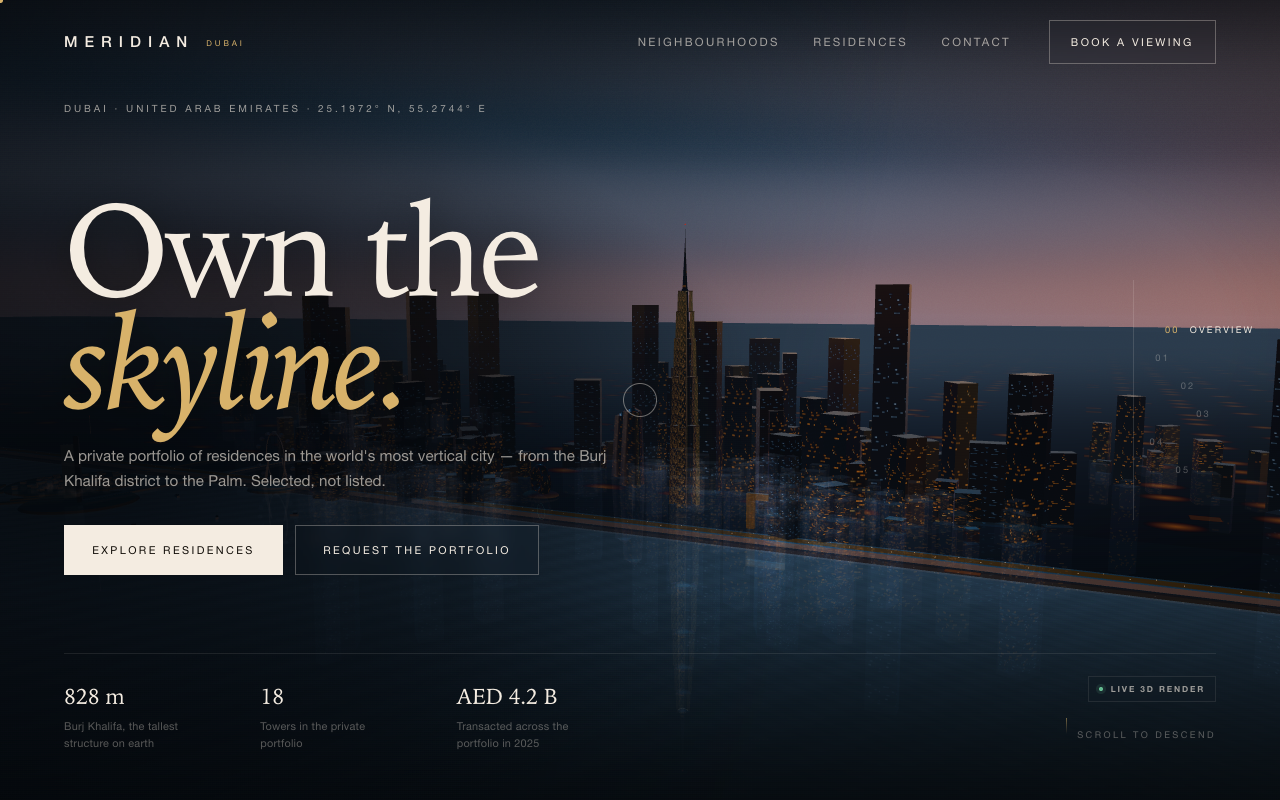 MERIDIAN DUBAI
NEIGHBOURHOODS RESIDENCES CONTACT BOOK A VIEWING
DUBAI · UNITED ARAB EMIRATES · 25.1972° N, 55.2744° E
Own the
skyline.
A private portfolio of residences in the world's most vertical city — from the Burj
Khalifa district to the Palm. Selected, not listed.
EXPLORE RESIDENCES REQUEST THE PORTFOLIO
00 OVERVIEW
01
02
03
04
05
828 m
Burj Khalifa, the tallest
structure on earth
18
Towers in the private
portfolio
AED 4.2 B
Transacted across the
portfolio in 2025
LIVE 3D RENDER
SCROLL TO DESCEND